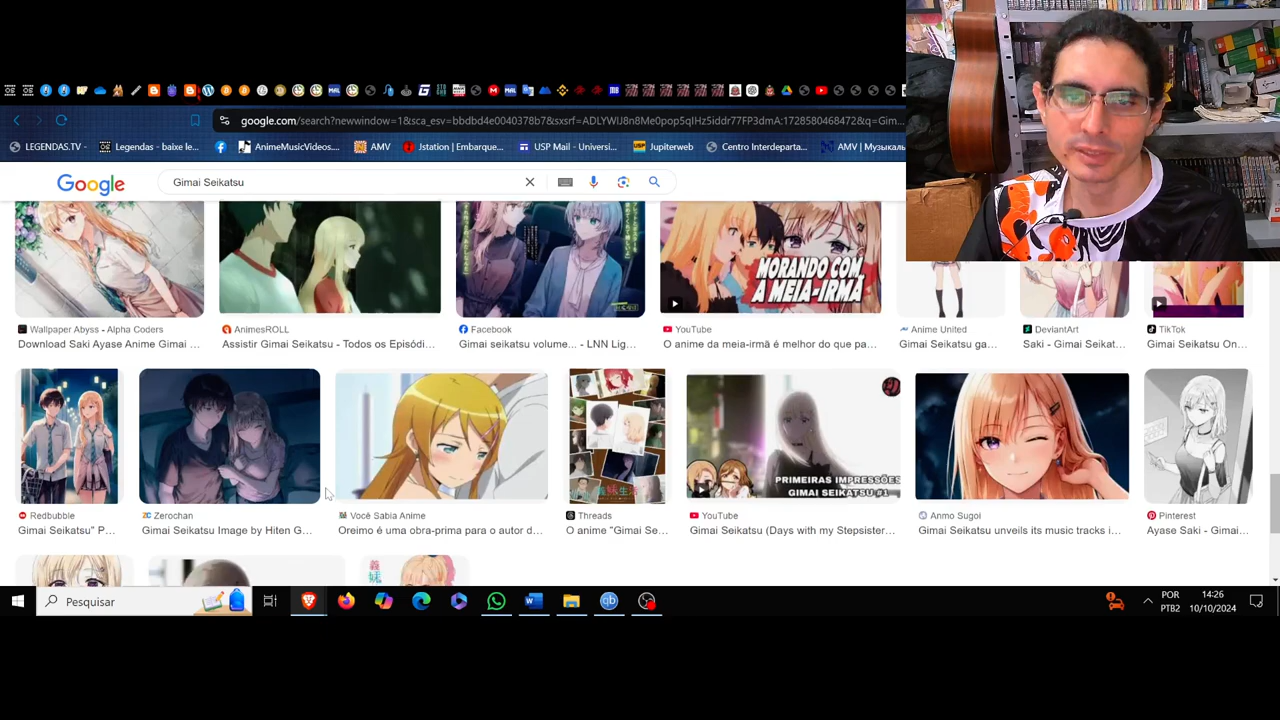 google.com/search?newwindow=1&sca_esv=bbdbd4e0040378b7&sxsrf=ADLYWIJ8n8Me0pop5qIHz5iddr77FP3dmA:1728580468472&q=Gim...
LEGENDAS.TV
Legendas - baixe le...
AnimeMusicVideos...
AMV
Jstation | Embarque...
USP Mail - Universi...
Jupiterweb
Centro Interdeparta...
AMV | Музыкаль
Google
Gimai Seikatsu
MORANDO COM
A MEIA-IRMÃ
Wallpaper Abyss - Alpha Coders
AnimesROLL
Facebook
YouTube
Anime United
DeviantArt
TikTok
Download Saki Ayase Anime Gimai ...
Assistir Gimai Seikatsu - Todos os Episódi...
Gimai seikatsu volume... - LNN Lig...
O anime da meia-irmã é melhor do que pa...
Gimai Seikatsu ga...
Saki - Gimai Seikat...
Gimai Seikatsu On...
PRIMEIRAS IMPRESSÕES
GIMAI SEIKATSU #1
Redbubble
Zerochan
Você Sabia Anime
Threads
YouTube
Anmo Sugoi
Pinterest
Gimai Seikatsu" P...
Gimai Seikatsu Image by Hiten G...
Oreimo é uma obra-prima para o autor d...
O anime "Gimai Se...
Gimai Seikatsu (Days with my Stepsister...
Gimai Seikatsu unveils its music tracks i...
Ayase Saki - Gimai...
義妹
Pesquisar
POR
PTB2
14:26
10/10/2024